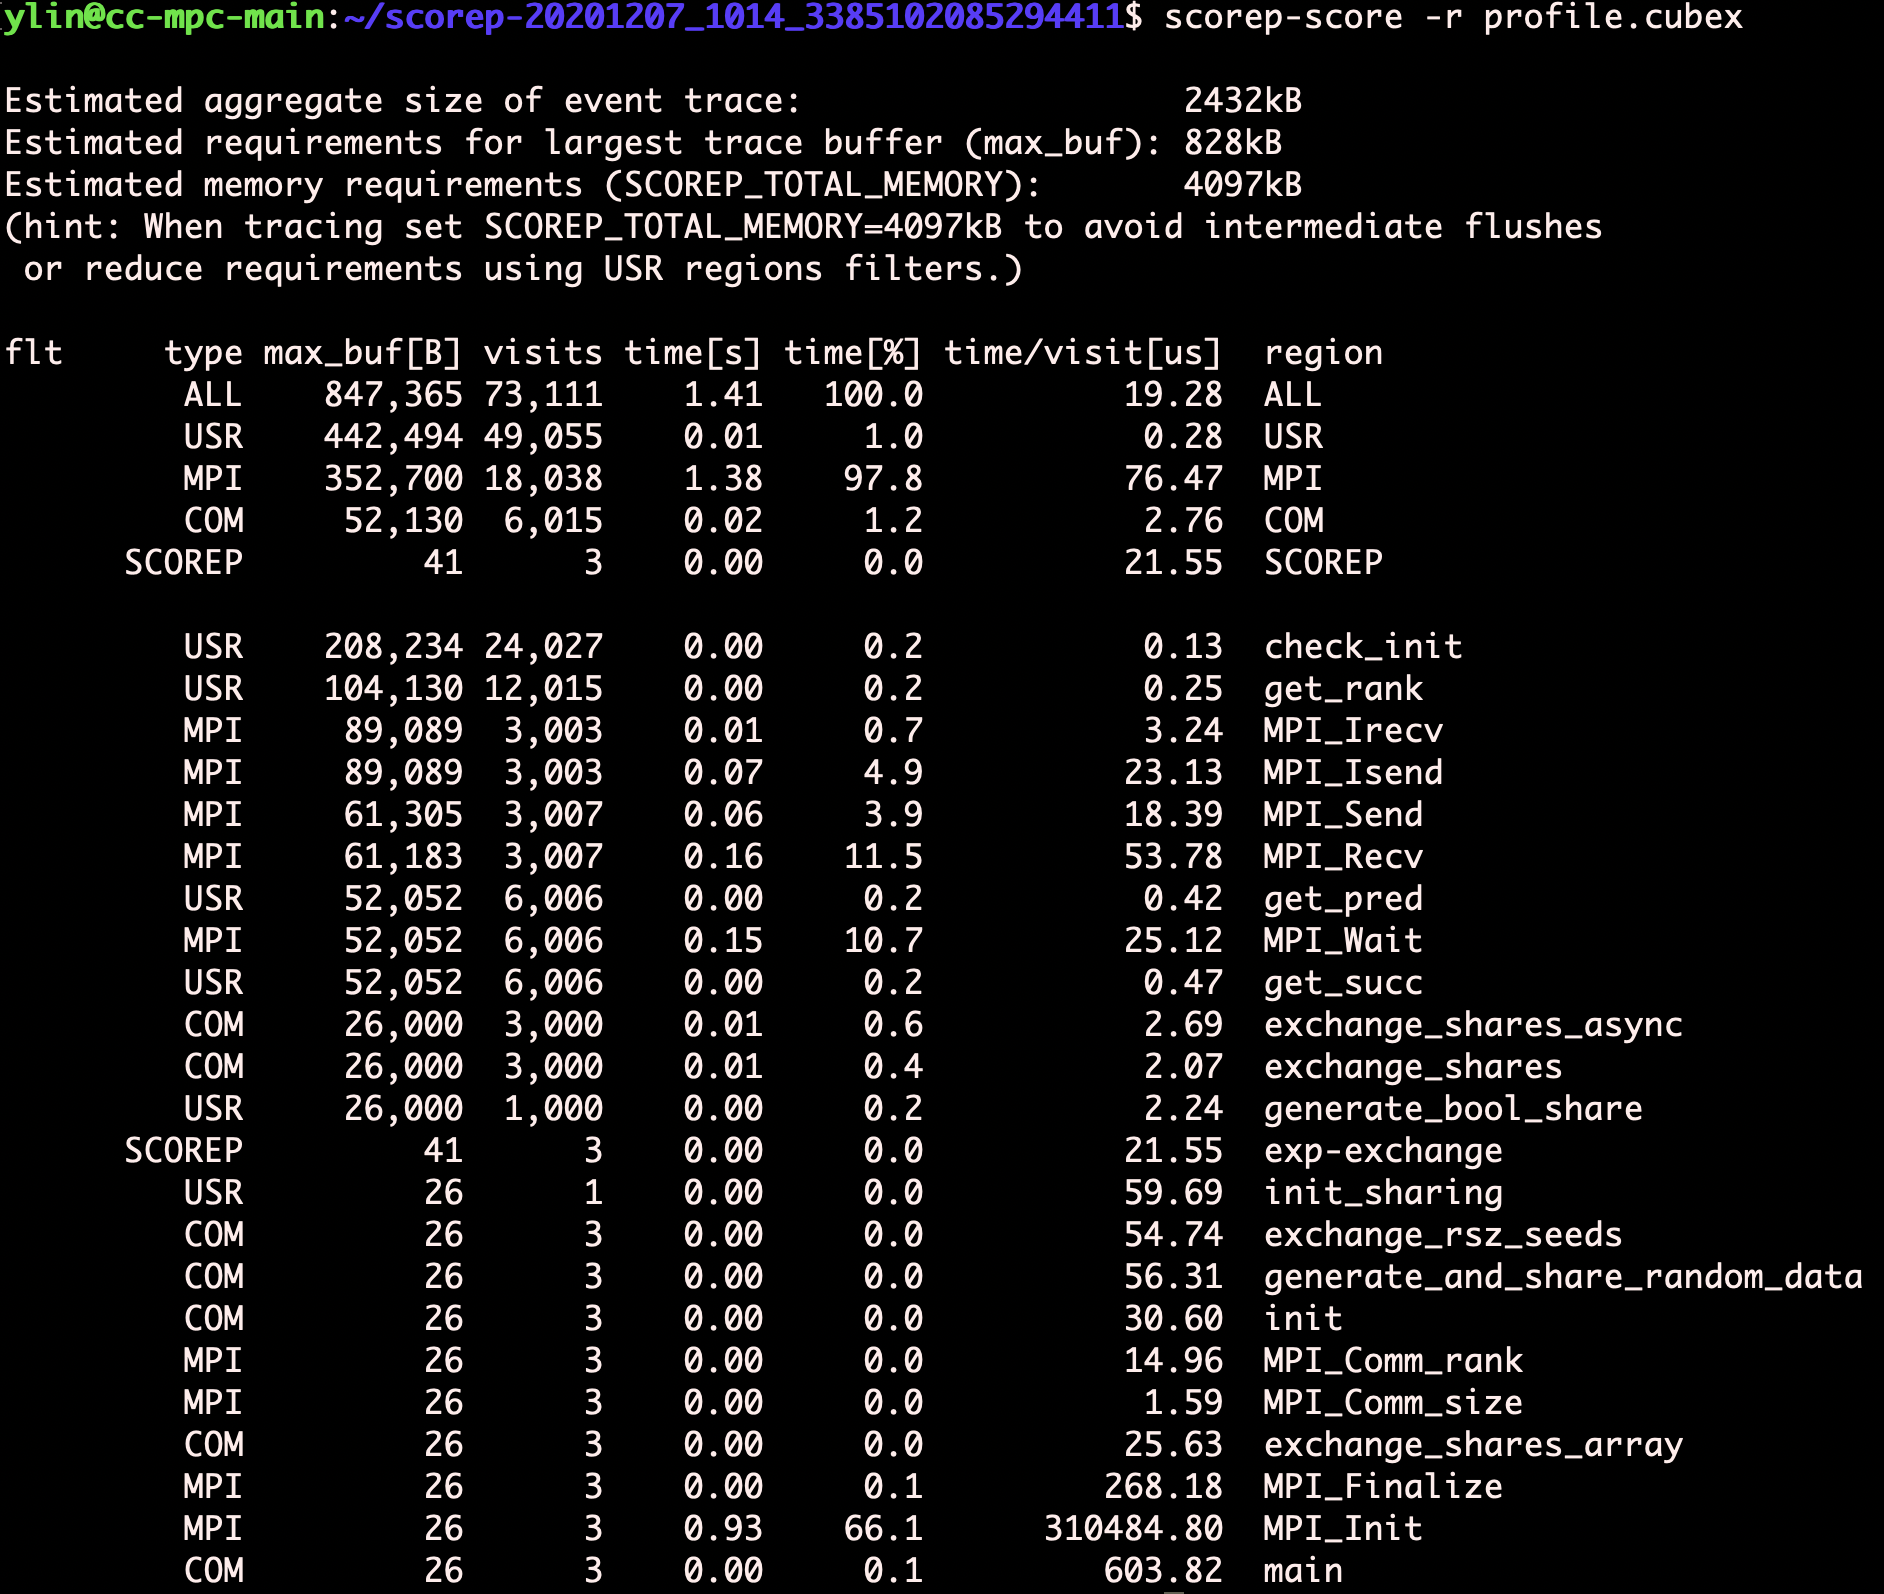 ylin@cc-mpc-main:~/scorep-20201207_1014_3385102085294411$ scorep-score -r profile.cubex
Estimated aggregate size of event trace: 2432kB
Estimated requirements for largest trace buffer (max_buf): 828kB
Estimated memory requirements (SCOREP_TOTAL_MEMORY): 4097kB
(hint: When tracing set SCOREP_TOTAL_MEMORY=4097kB to avoid intermediate flushes
or reduce requirements using USR regions filters.)
flt type max_buf[B] visits time[s] time[%] time/visit[us] region
ALL 847,365 73,111 1.41 100.0 19.28 ALL
USR 442,494 49,055 0.01 1.0 0.28 USR
MPI 352,700 18,038 1.38 97.8 76.47 MPI
COM 52,130 6,015 0.02 1.2 2.76 COM
SCOREP 41 3 0.00 0.0 21.55 SCOREP
USR 208,234 24,027 0.00 0.2 0.13 check_init
USR 104,130 12,015 0.00 0.2 0.25 get_rank
MPI 89,089 3,003 0.01 0.7 3.24 MPI_Irecv
MPI 89,089 3,003 0.07 4.9 23.13 MPI_Isend
MPI 61,305 3,007 0.06 3.9 18.39 MPI_Send
MPI 61,183 3,007 0.16 11.5 53.78 MPI_Recv
USR 52,052 6,006 0.00 0.2 0.42 get_pred
MPI 52,052 6,006 0.15 10.7 25.12 MPI_Wait
USR 52,052 6,006 0.00 0.2 0.47 get_succ
COM 26,000 3,000 0.01 0.6 2.69 exchange_shares_async
COM 26,000 3,000 0.01 0.4 2.07 exchange_shares
USR 26,000 1,000 0.00 0.2 2.24 generate_bool_share
SCOREP 41 3 0.00 0.0 21.55 exp-exchange
USR 26 1 0.00 0.0 59.69 init_sharing
COM 26 3 0.00 0.0 54.74 exchange_rsz_seeds
COM 26 3 0.00 0.0 56.31 generate_and_share_random_data
COM 26 3 0.00 0.0 30.60 init
MPI 26 3 0.00 0.0 14.96 MPI_Comm_rank
MPI 26 3 0.00 0.0 1.59 MPI_Comm_size
COM 26 3 0.00 0.0 25.63 exchange_shares_array
MPI 26 3 0.00 0.1 268.18 MPI_Finalize
MPI 26 3 0.93 66.1 310484.80 MPI_Init
COM 26 3 0.00 0.1 603.82 main